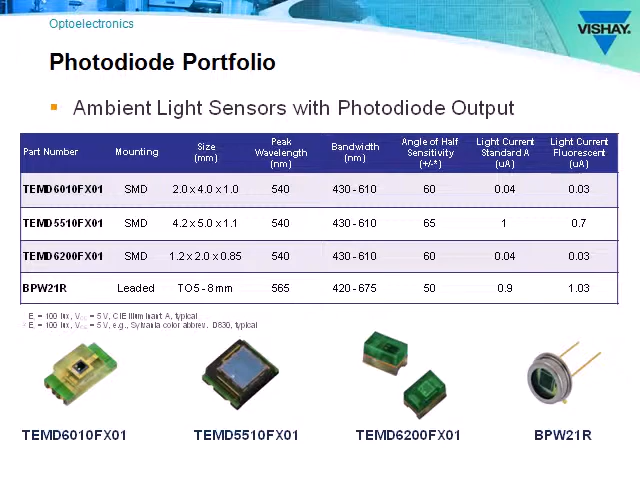 Optoelectronics
VISHAY.
Photodiode Portfolio
Ambient Light Sensors with Photodiode Output
Part Number Mounting Size (mm) Peak Wavelength (nm) Bandwidth (nm) Angle of Half Sensitivity (+/-°) Light Current Standard A (uA) Light Current Fluorescent (uA)
TEMD6010FX01 SMD 2.0 x 4.0 x 1.0 540 430 - 610 60 0.04 0.03
TEMD5510FX01 SMD 4.2 x 5.0 x 1.1 540 430 - 610 65 1 0.7
TEMD6200FX01 SMD 1.2 x 2.0 x 0.85 540 430 - 610 60 0.04 0.03
BPW21R Leaded TO5 - 8 mm 565 420 - 675 50 0.9 1.03
= 100 lux, = 5 V, CIE illuminant A, typical
= 100 lux, = 5 V, e.g., Sylvania color abbrev. D830, typical
TEMD6010FX01 TEMD5510FX01 TEMD6200FX01 BPW21R